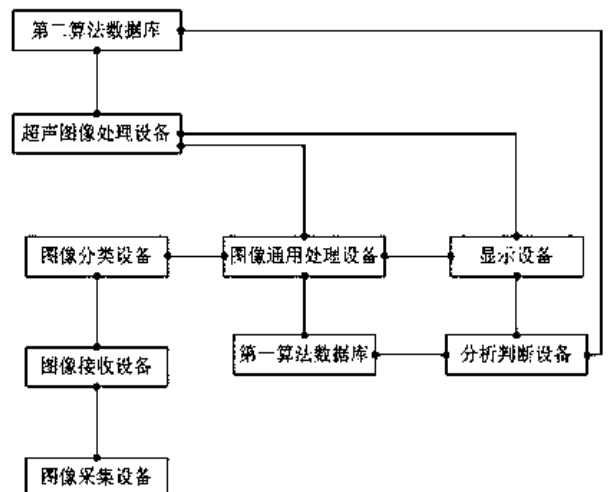 第二算法数据库
超声图像处理设备
图像分类设备
图像通用处理设备
显示设备
图像接收设备
第一算法数据库
分析判断设备
图像采集设备